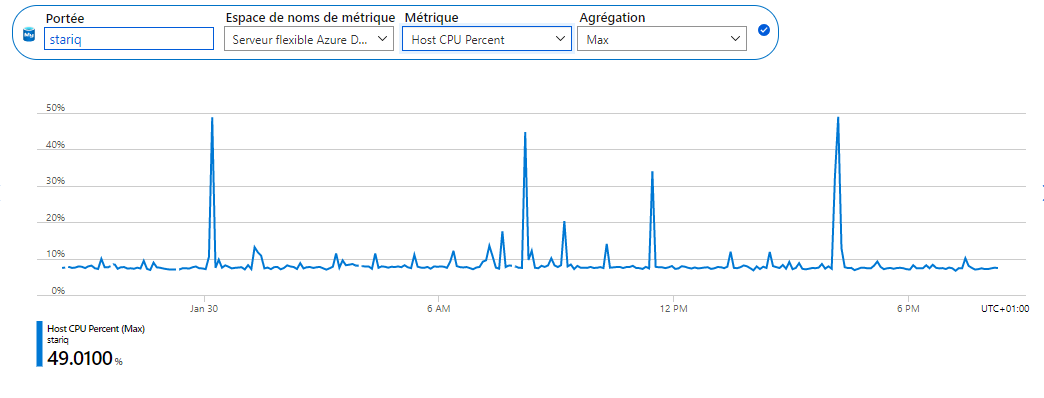 Portée
Espace de noms de métrique
Métrique
Agrégation
My
stariq
Serveur flexible Azure D...
Host CPU Percent
Max
50%
40%
30%
20%
10%
0%
Jan 30
6 AM
12 PM
6 PM
UTC+01:00
Host CPU Percent (Max)
stariq
49.0100 %